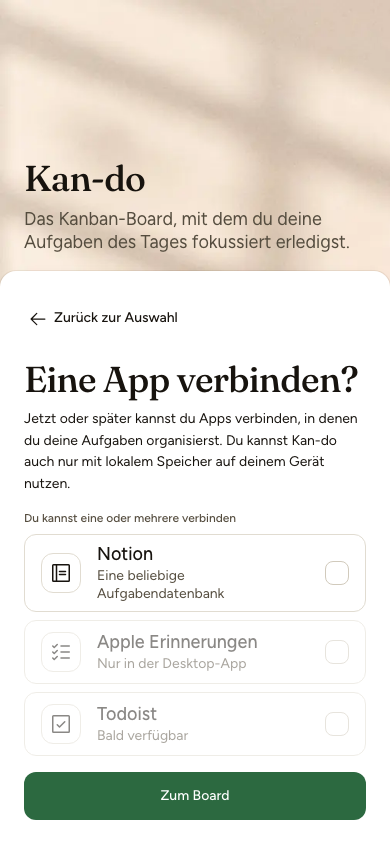 Kan-do
Das Kanban-Board, mit dem du deine
Aufgaben des Tages fokussiert erledigst.
Zurück zur Auswahl
Eine App verbinden?
Jetzt oder später kannst du Apps verbinden, in denen
du deine Aufgaben organisierst. Du kannst Kan-do
auch nur mit lokalem Speicher auf deinem Gerät
nutzen.
Du kannst eine oder mehrere verbinden
Notion
Eine beliebige
Aufgabendatenbank
Apple Erinnerungen
Nur in der Desktop-App
Todoist
Bald verfügbar
Zum Board